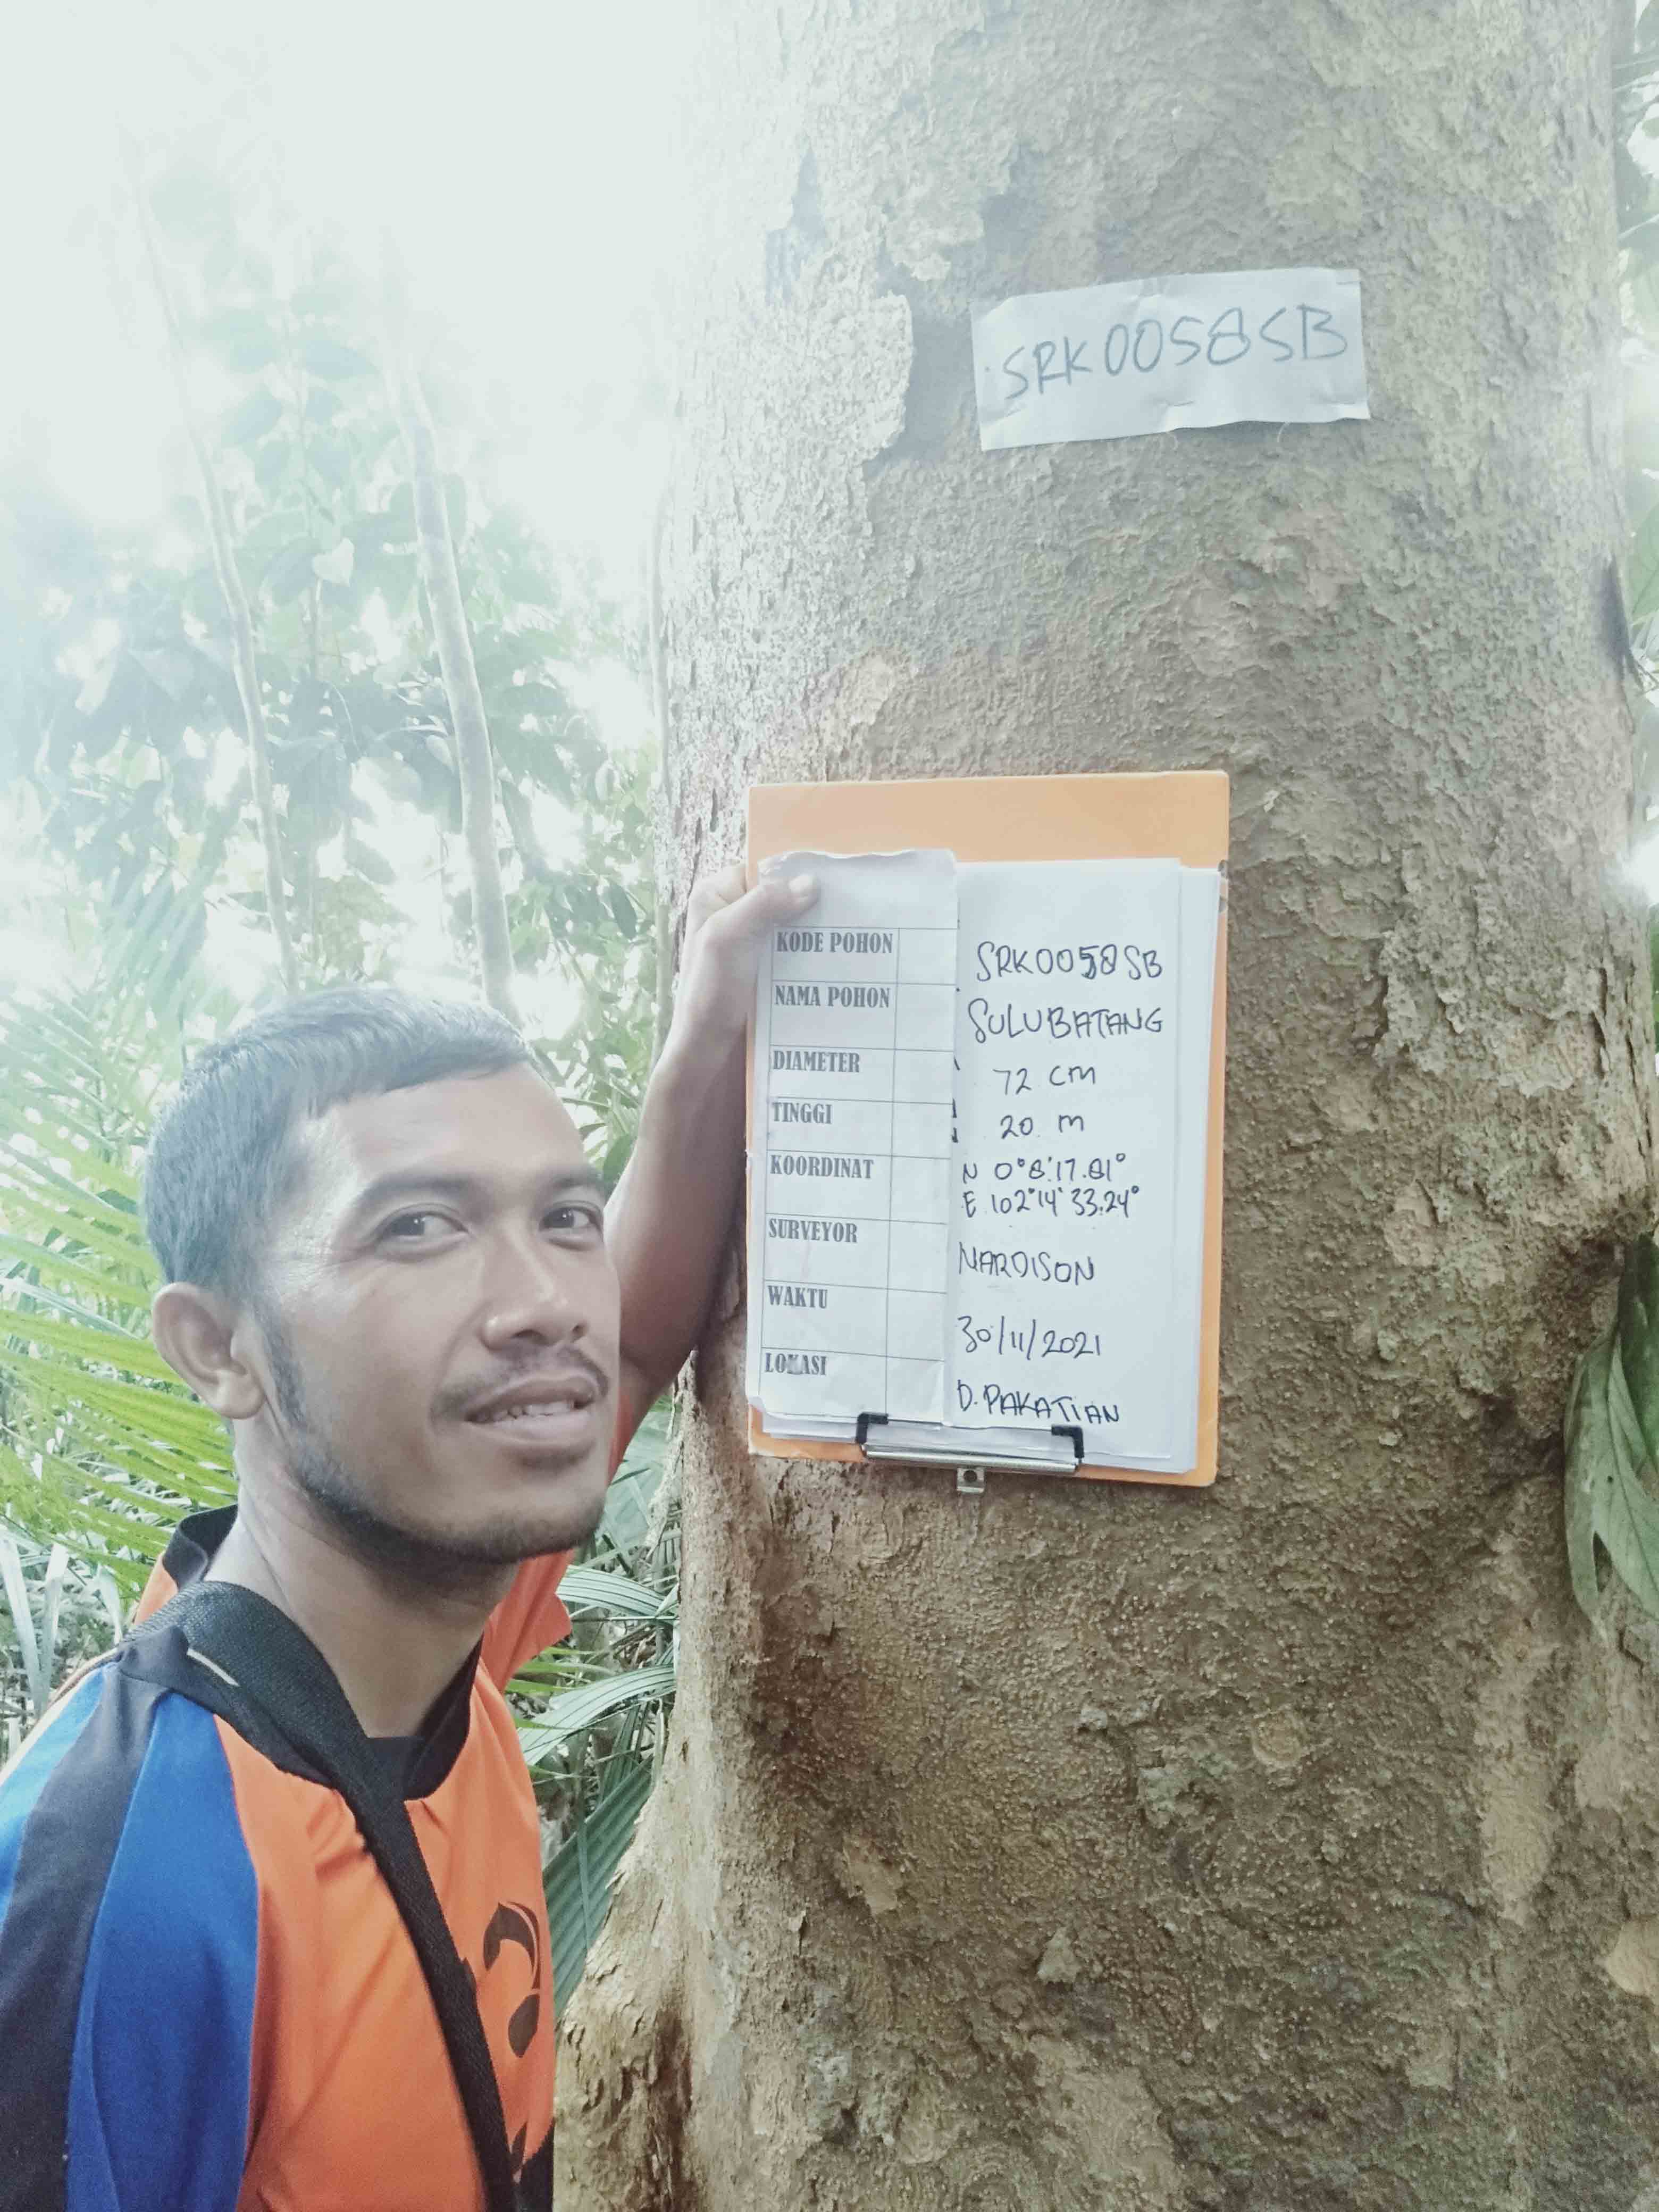 SRK0058SB
KODE POHON SRK0058SB
NAMA POHON SULUBATANG
DIAMETER 72 cm
TINGGI 20 m
KOORDINAT N 0°8'17.81°
E 102°14'33.24°
SURVEYOR NARDISON
WAKTU 30/11/2021
LOKASI D. PAKATIAN